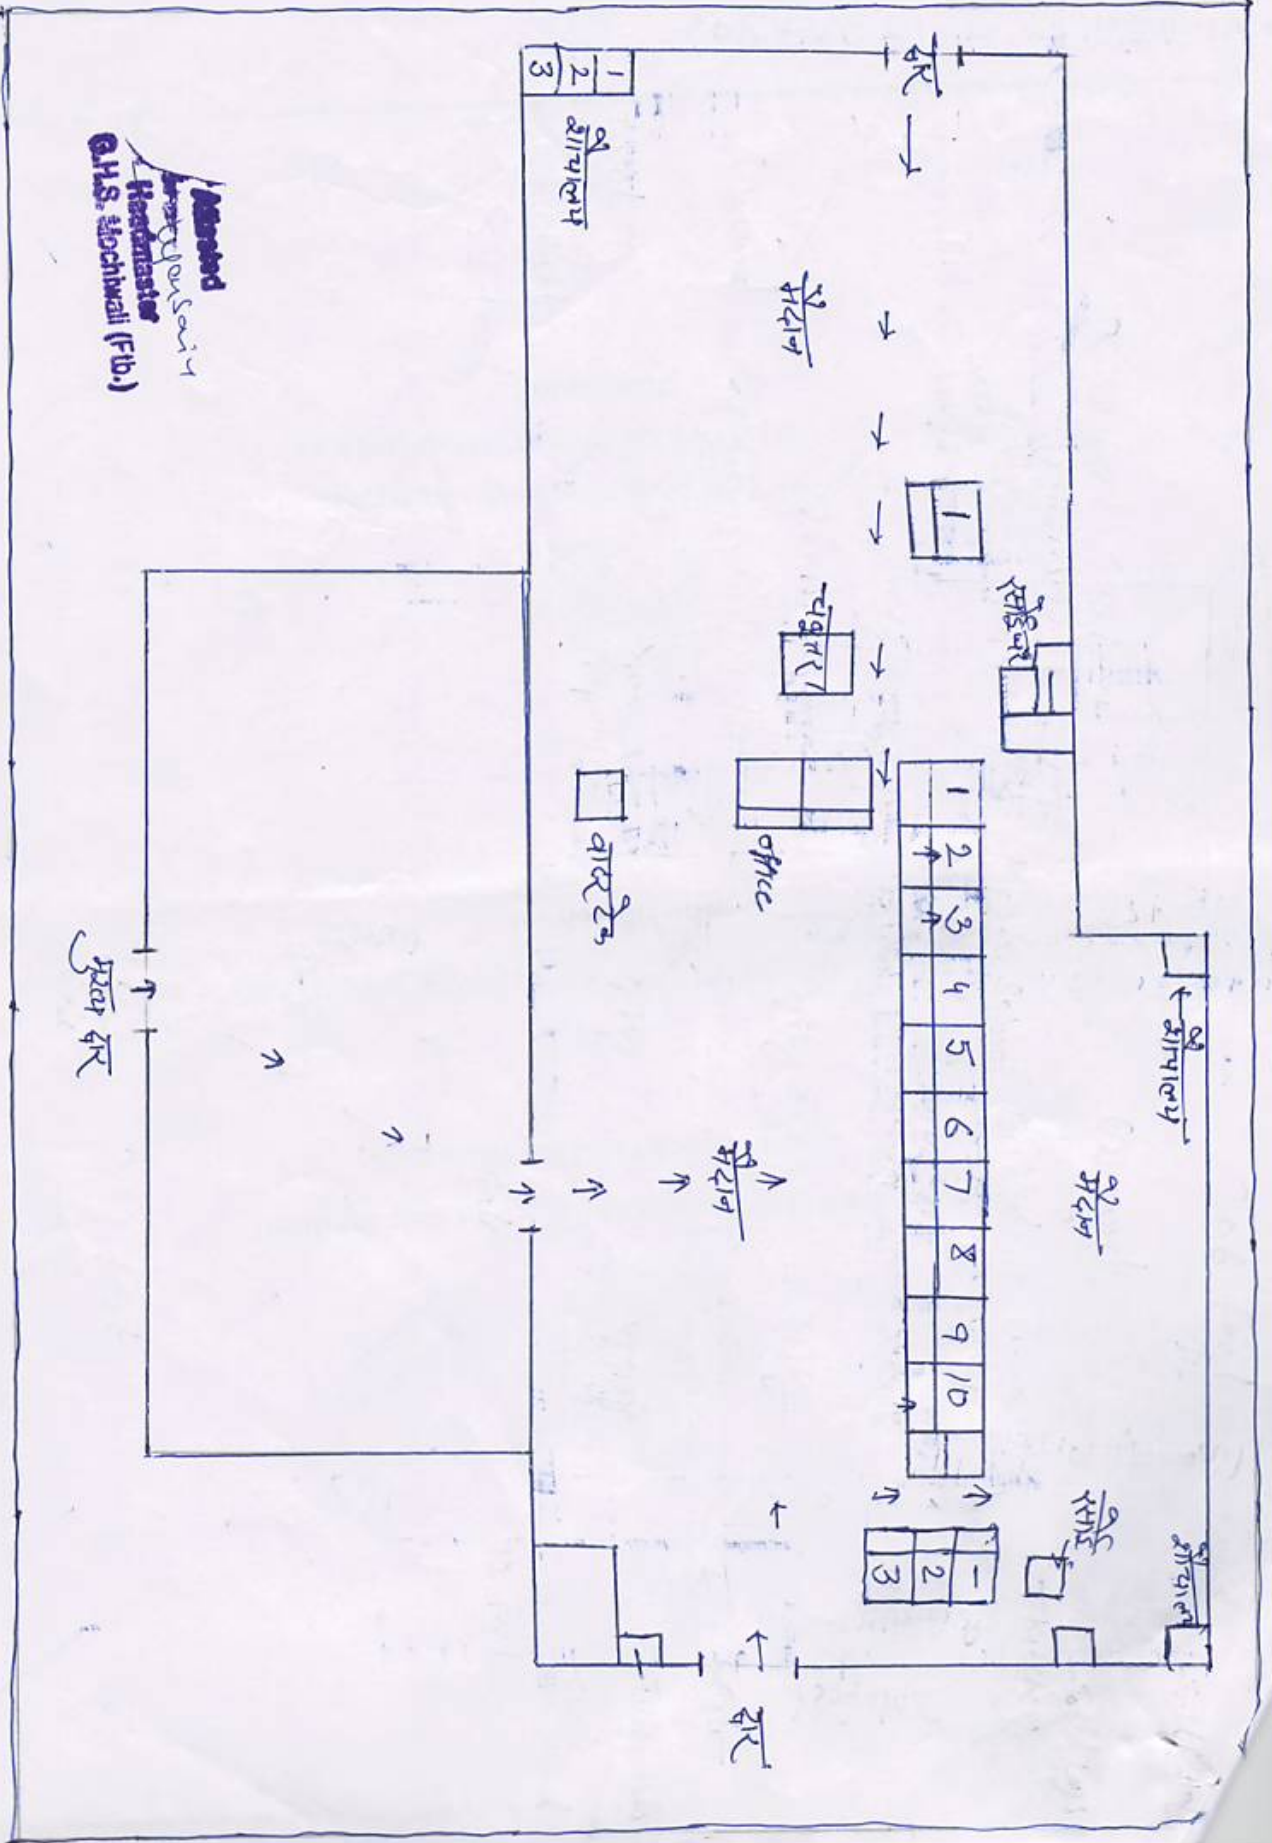 शौचालय
शौचालय
मैदान
रसोई
रसोईघर
1
1 2 3 4 5 6 7 8 9 10
1
2
3
द्वार
मैदान
चबूतरा
office
मैदान
द्वार
वाटर टैंक
1
2
3
शौचालय
Attested
Headmaster
G.H.S. Mochiwali (Ftb.)
मुख्य द्वार